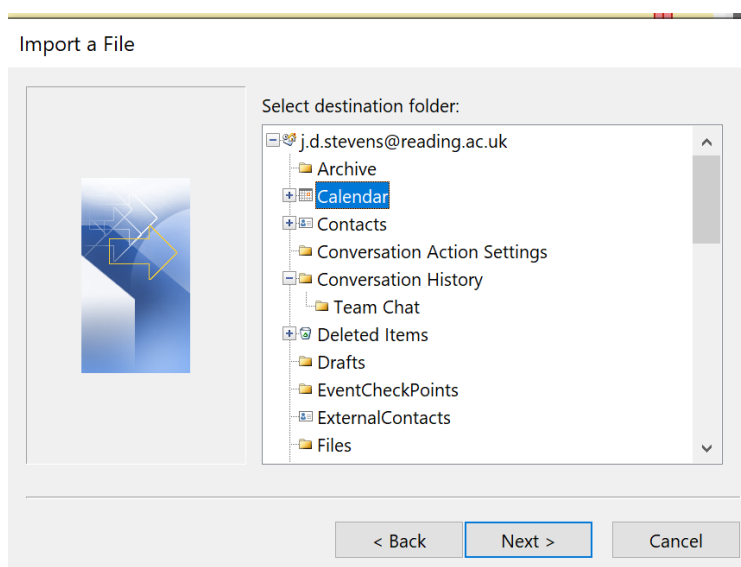 Import a File
Select destination folder:
j.d.stevens@reading.ac.uk
Archive
Calendar
Contacts
Conversation Action Settings
Conversation History
Team Chat
Deleted Items
Drafts
EventCheckPoints
ExternalContacts
Files
< Back Next > Cancel